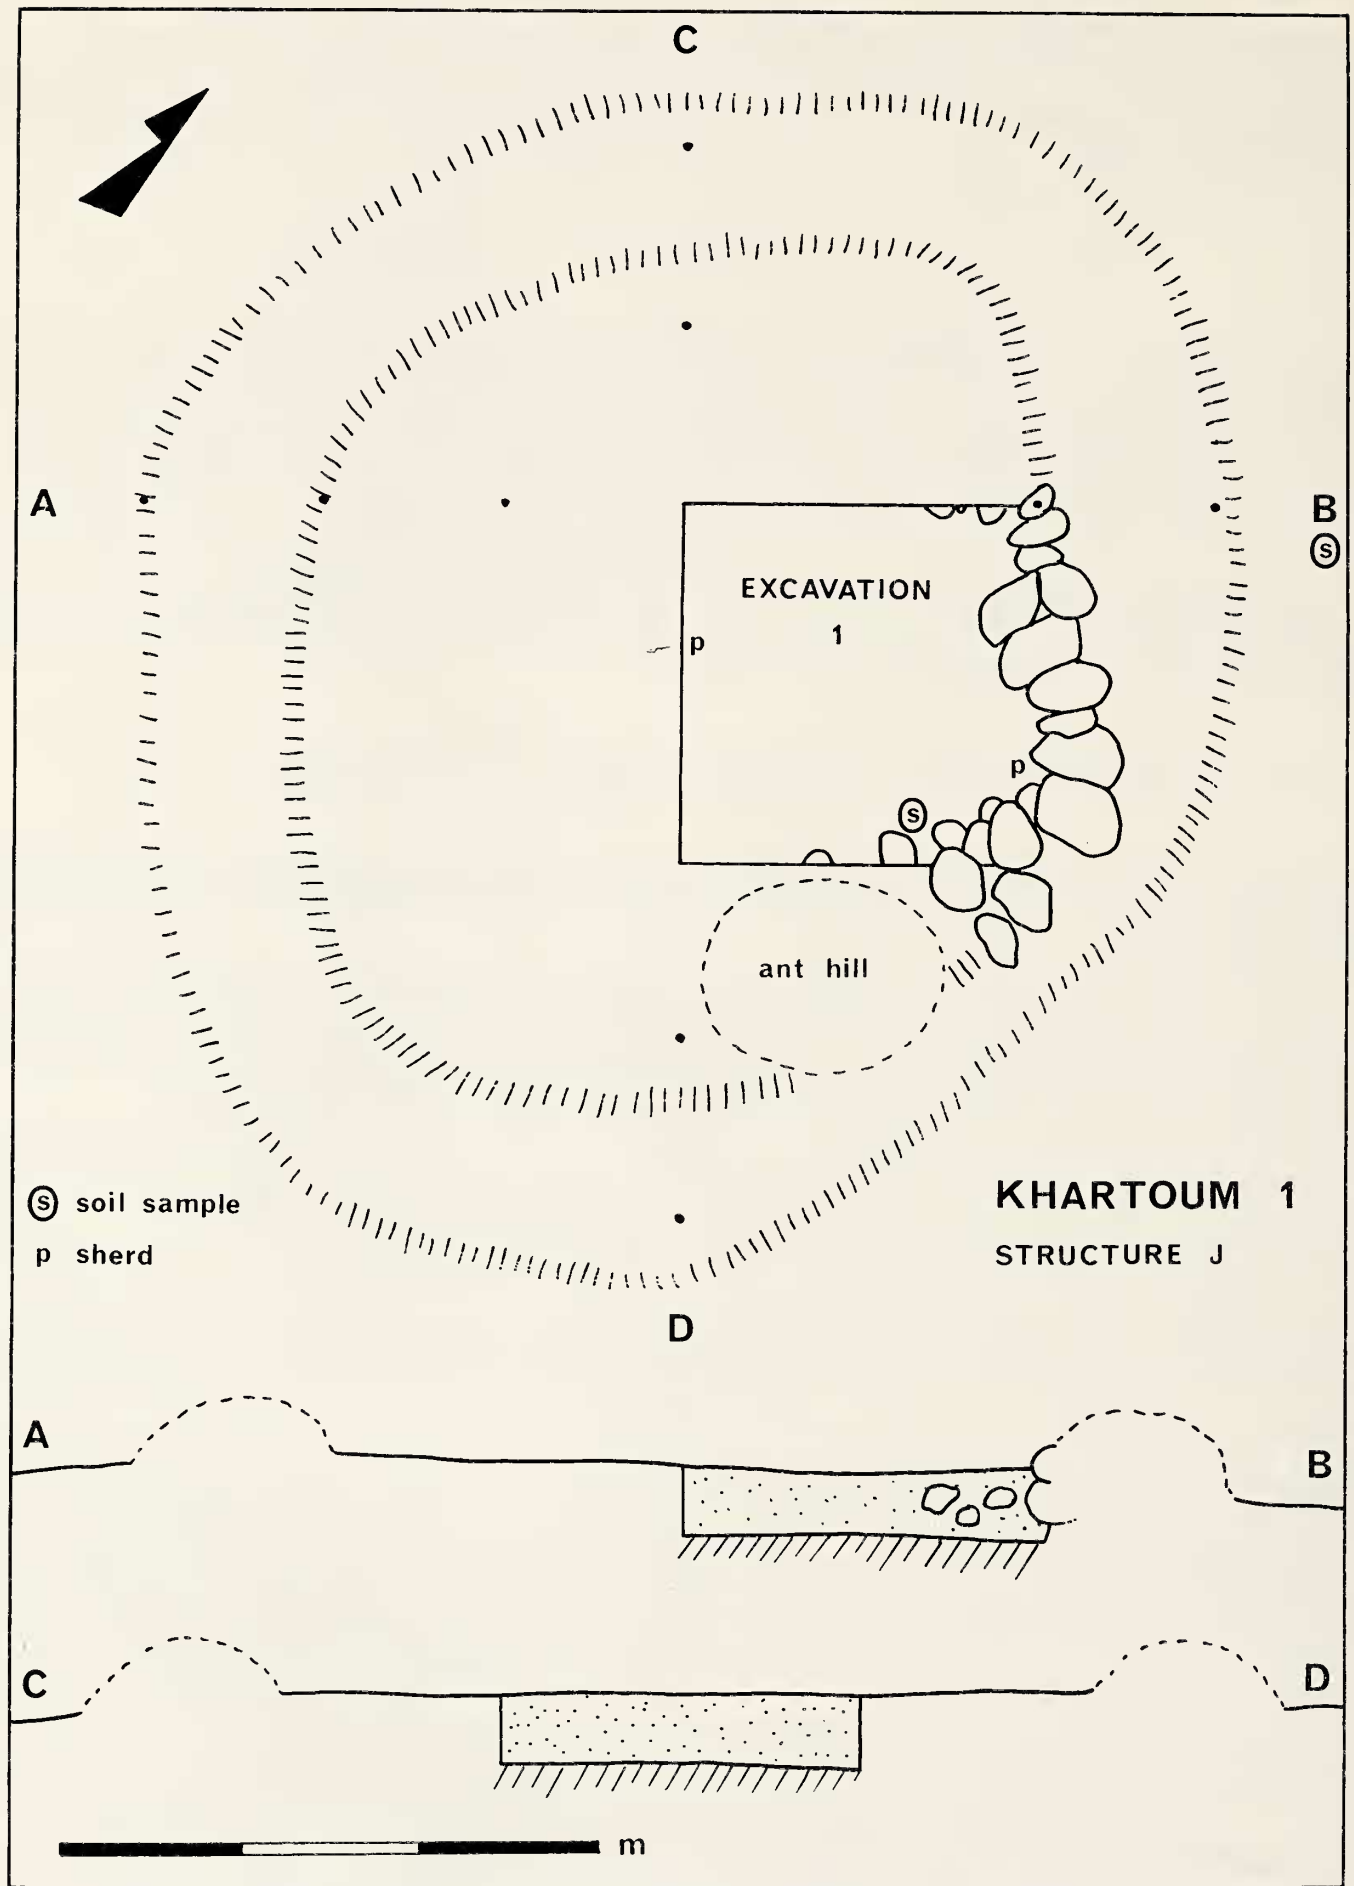 C
A
B
S
EXCAVATION
1
p
p
S
ant hill
S soil sample
p sherd
KHARTOUM 1
STRUCTURE J
D
A
B
C
D
m